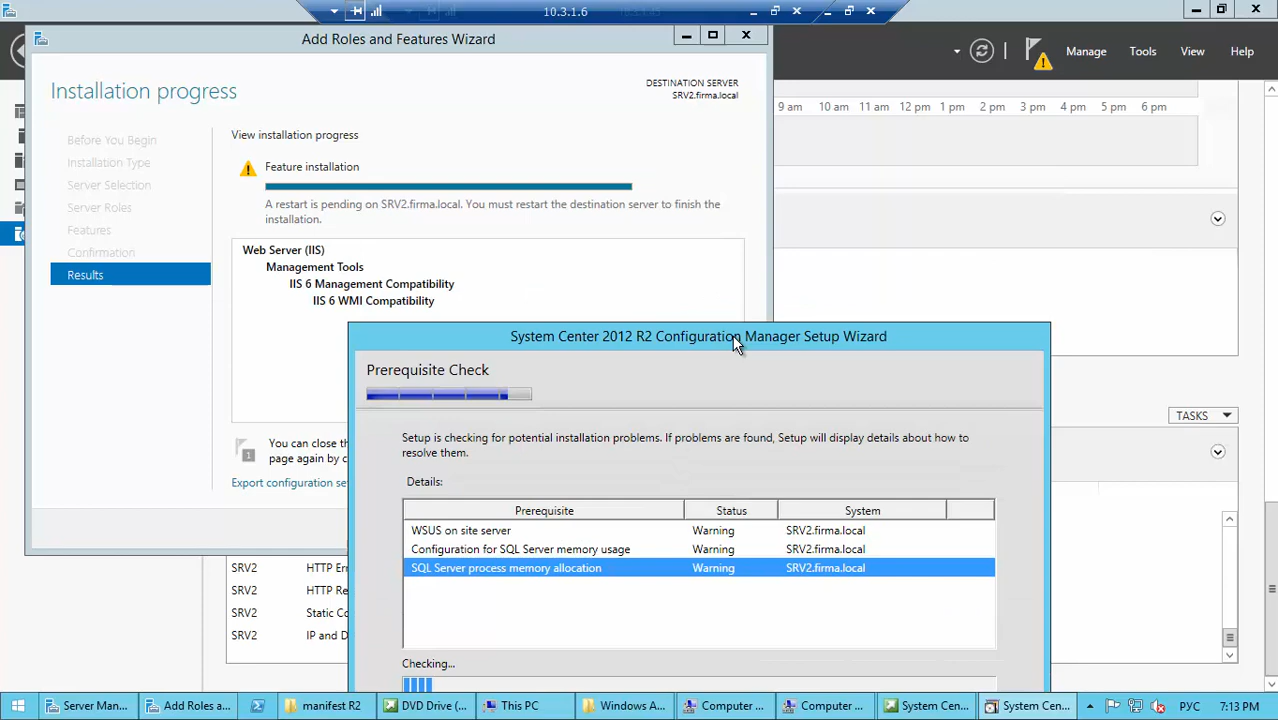 10.3.1.6
Add Roles and Features Wizard
Manage
Tools
View
Help
Installation progress
DESTINATION SERVER
SRV2.firma.local
9 am 10 am 11 am 12 pm 1 pm 2 pm 3 pm 4 pm 5 pm 6 pm
Before You Begin
Installation Type
Server Selection
Server Roles
Features
Confirmation
Results
View installation progress
Feature installation
A restart is pending on SRV2.firma.local. You must restart the destination server to finish the
installation.
Web Server (IIS)
Management Tools
IIS 6 Management Compatibility
IIS 6 WMI Compatibility
1
You can close th
page again by c
Export configuration se
TASKS
System Center 2012 R2 Configuration Manager Setup Wizard
Prerequisite Check
Setup is checking for potential installation problems. If problems are found, Setup will display details about how to
resolve them.
Details:
Prerequisite Status System
WSUS on site server Warning SRV2.firma.local
Configuration for SQL Server memory usage Warning SRV2.firma.local
SQL Server process memory allocation Warning SRV2.firma.local
Checking...
SRV2 HTTP Err
SRV2 HTTP Re
SRV2 Static Co
SRV2 IP and D
Server Man...
Add Roles a...
manifest R2
DVD Drive (...
This PC
Windows A...
Computer ...
Computer ...
System Cen...
System Cen...
РУС
7:13 PM